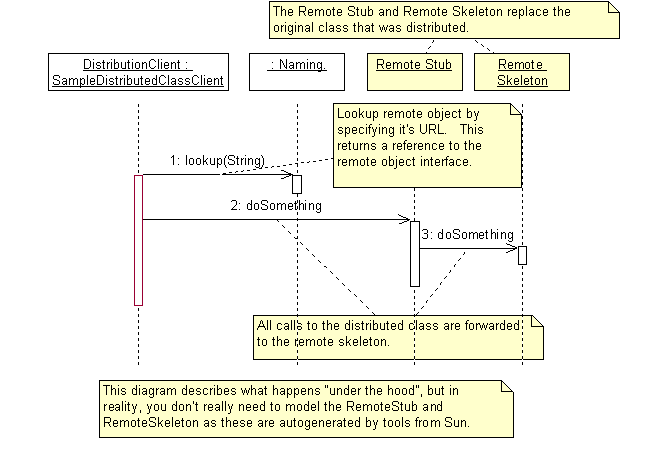 The Remote Stub and Remote Skeleton replace the
original class that was distributed.
DistributionClient :
SampleDistributedClassClient
: Naming.
Remote Stub
Remote
Skeleton
Lookup remote object by
specifying it's URL. This
returns a reference to the
remote object interface.
1: lookup(String)
2: doSomething
3: doSomething
All calls to the distributed class are forwarded
to the remote skeleton.
This diagram describes what happens "under the hood", but in
reality, you don't really need to model the RemoteStub and
RemoteSkeleton as these are autogenerated by tools from Sun.